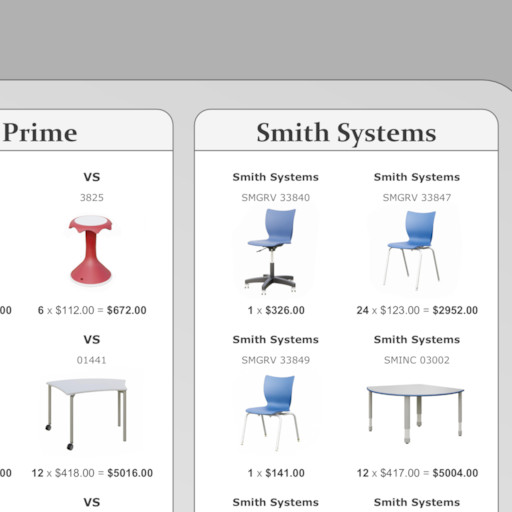 Prime
VS
3825
00
6 x $112.00 = $672.00
VS
01441
00
12 x $418.00 = $5016.00
VS
Smith Systems
Smith Systems
Smith Systems
SMGRV 33840
SMGRV 33847
1 x $326.00
24 x $123.00 = $2952.00
Smith Systems
Smith Systems
SMGRV 33849
SMINC 03002
1 x $141.00
12 x $417.00 = $5004.00
Smith Systems
Smith Systems